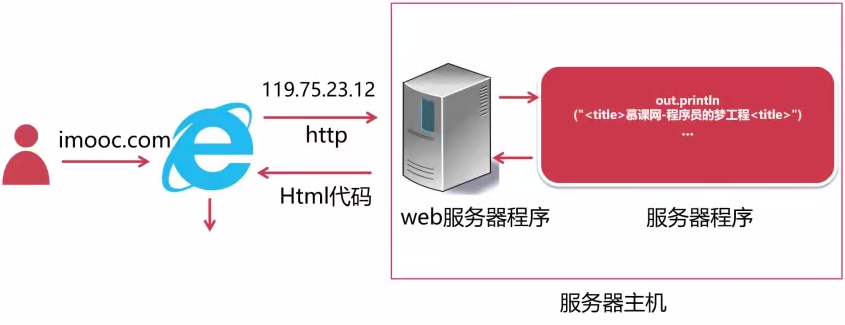 imooc.com
119.75.23.12
http
Html代码
out.println
("<title>慕课网-程序员的梦工程<title>")
...
web服务器程序
服务器程序
服务器主机